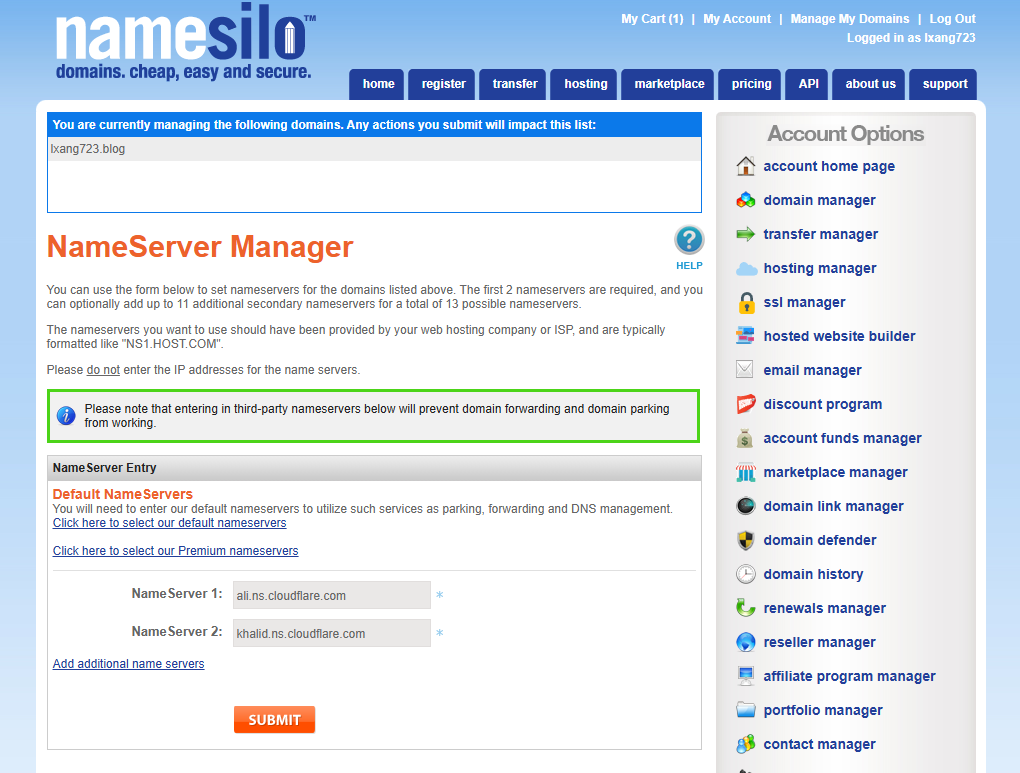 namesilo™
domains. cheap, easy and secure.
My Cart (1) | My Account | Manage My Domains | Log Out
Logged in as lxang723
home
register
transfer
hosting
marketplace
pricing
API
about us
support
You are currently managing the following domains. Any actions you submit will impact this list:
lxang723.blog
NameServer Manager
HELP
You can use the form below to set nameservers for the domains listed above. The first 2 nameservers are required, and you
can optionally add up to 11 additional secondary nameservers for a total of 13 possible nameservers.
The nameservers you want to use should have been provided by your web hosting company or ISP, and are typically
formatted like "NS1.HOST.COM".
Please do not enter the IP addresses for the name servers.
Please note that entering in third-party nameservers below will prevent domain forwarding and domain parking
from working.
NameServer Entry
Default NameServers
You will need to enter our default nameservers to utilize such services as parking, forwarding and DNS management.
Click here to select our default nameservers
Click here to select our Premium nameservers
NameServer 1: ali.ns.cloudflare.com *
NameServer 2: khalid.ns.cloudflare.com *
Add additional name servers
SUBMIT
Account Options
account home page
domain manager
transfer manager
hosting manager
ssl manager
hosted website builder
email manager
discount program
account funds manager
marketplace manager
domain link manager
domain defender
domain history
renewals manager
reseller manager
affiliate program manager
portfolio manager
contact manager